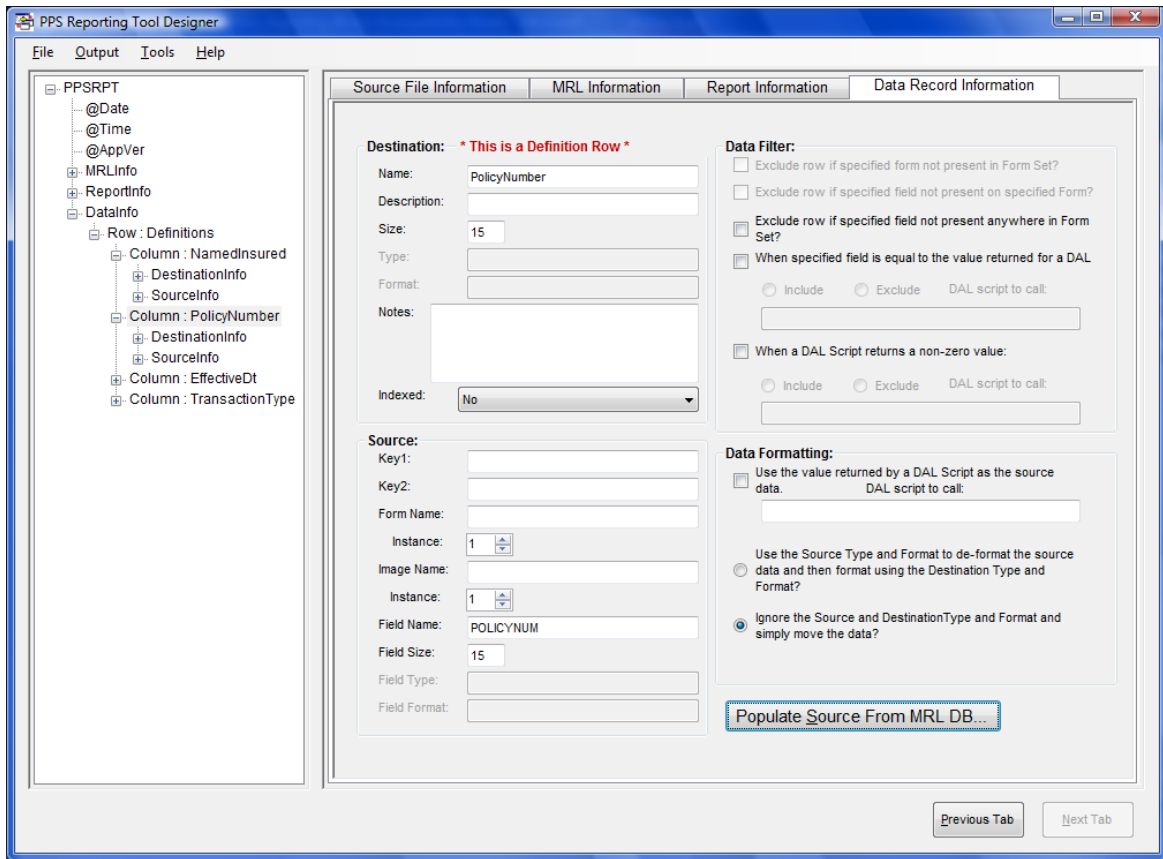 PPS Reporting Tool Designer
File Output Tools Help
PPSRPT
@Date
@Time
@AppVer
MRLInfo
ReportInfo
DataInfo
Row : Definitions
Column : NamedInsured
DestinationInfo
SourceInfo
Column : PolicyNumber
DestinationInfo
SourceInfo
Column : EffectiveDt
Column : TransactionType
Source File Information MRL Information Report Information Data Record Information
Destination: * This is a Definition Row *
Name: PolicyNumber
Description:
Size: 15
Type:
Format:
Notes:
Indexed: No
Source:
Key1:
Key2:
Form Name:
Instance: 1
Image Name:
Instance: 1
Field Name: POLICYNUM
Field Size: 15
Field Type:
Field Format:
Data Filter:
Exclude row if specified form not present in Form Set?
Exclude row if specified field not present on specified Form?
Exclude row if specified field not present anywhere in Form
Set?
When specified field is equal to the value returned for a DAL
Include Exclude DAL script to call:
When a DAL Script returns a non-zero value:
Include Exclude DAL script to call:
Data Formatting:
Use the value returned by a DAL Script as the source
data. DAL script to call:
Use the Source Type and Format to de-format the source
data and then format using the Destination Type and
Format?
Ignore the Source and DestinationType and Format and
simply move the data?
Populate Source From MRL DB...
Previous Tab Next Tab